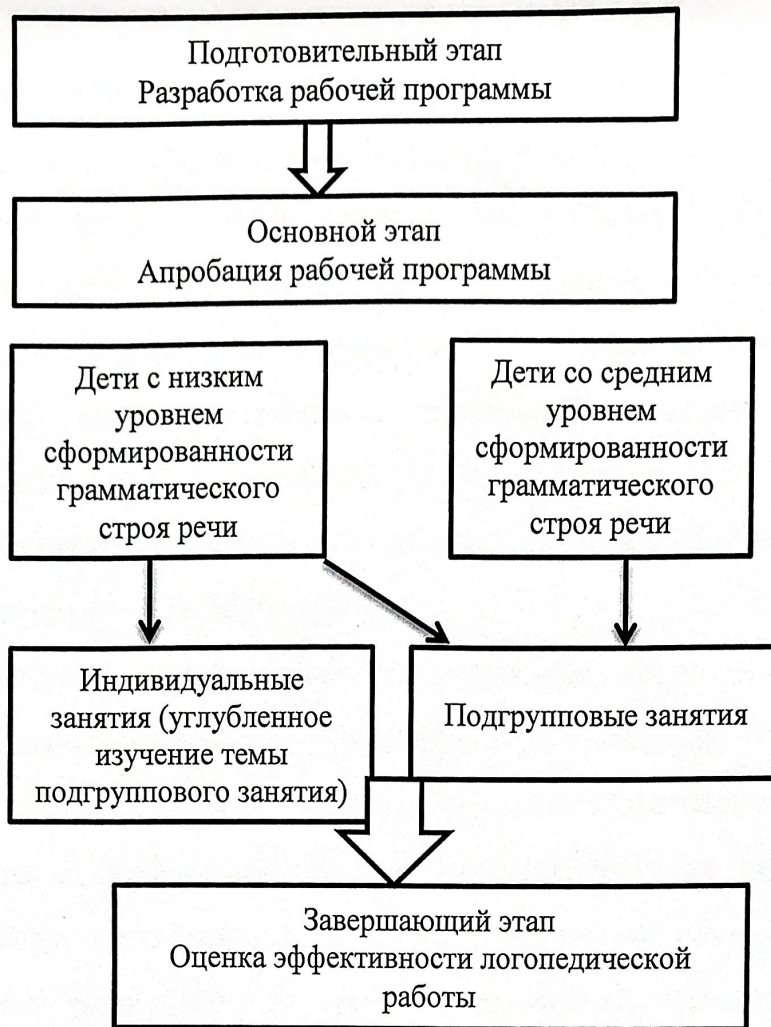 Подготовительный этап
Разработка рабочей программы
Основной этап
Апробация рабочей программы
Дети с низким
уровнем
сформированности
грамматического
строя речи
Дети со средним
уровнем
сформированности
грамматического
строя речи
Индивидуальные
занятия (углубленное
изучение темы
подгруппового занятия)
Подгрупповые занятия
Завершающий этап
Оценка эффективности логопедической
работы